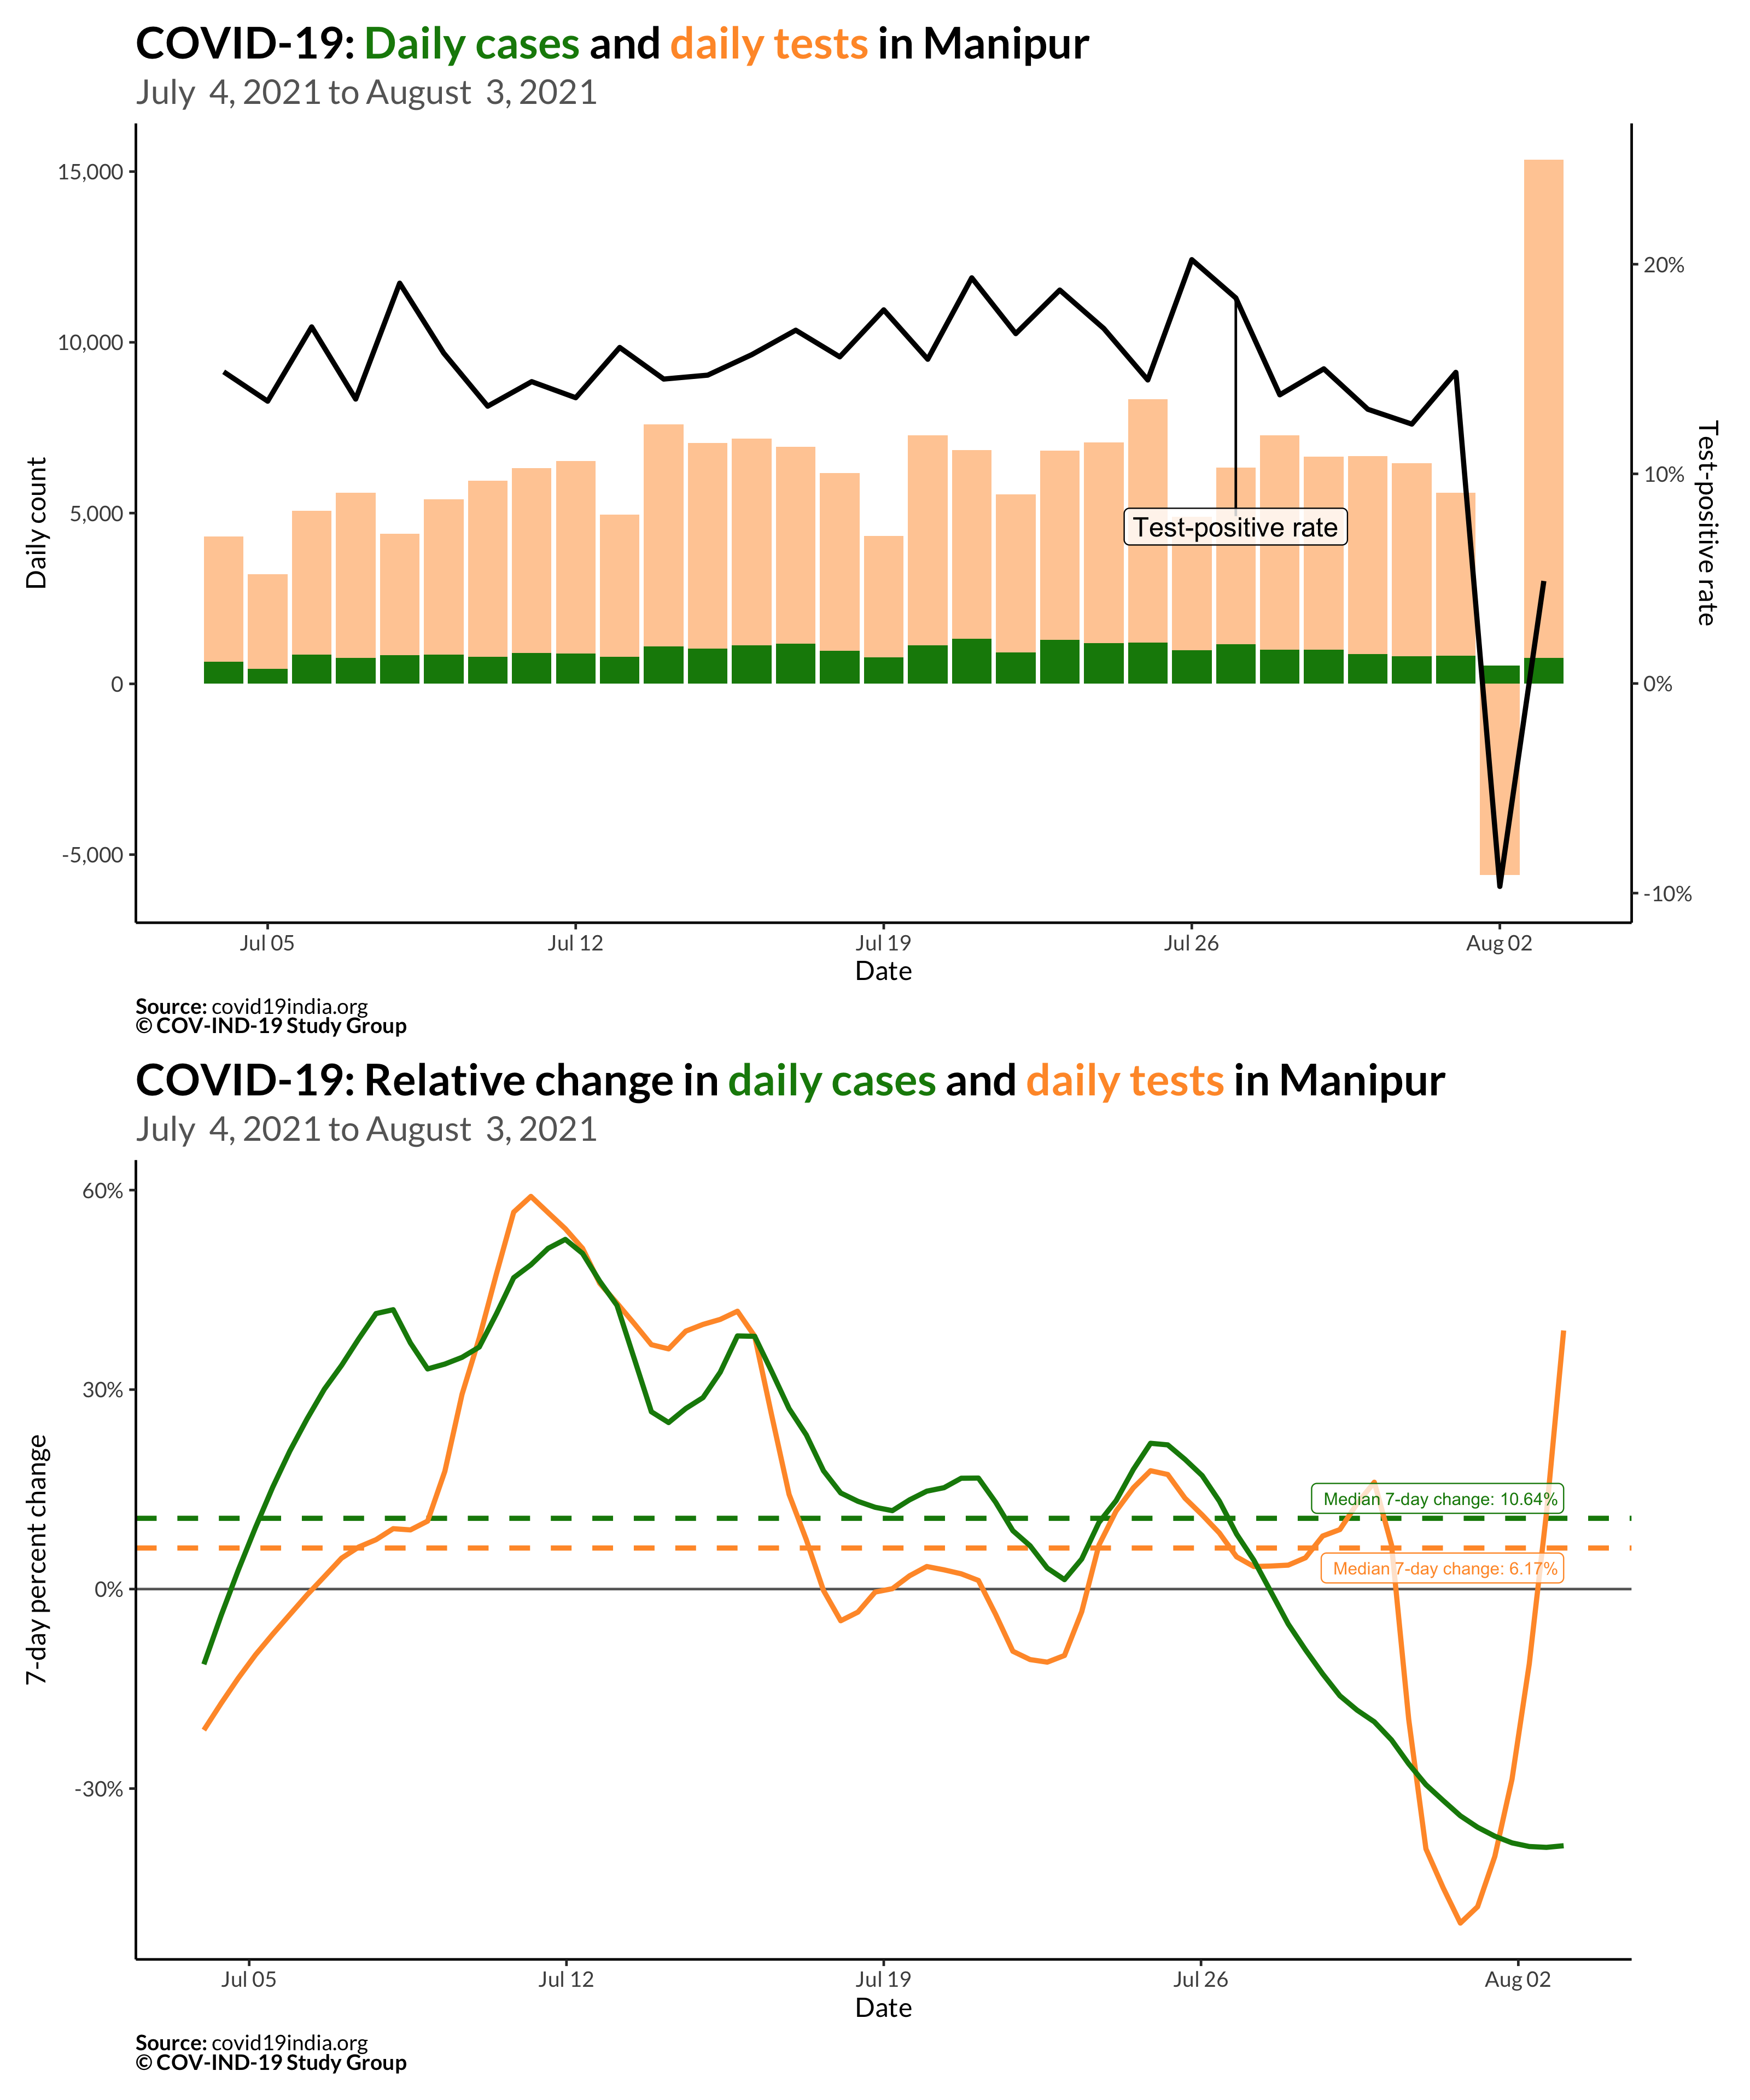 COVID-19: Daily cases and daily tests in Manipur
July 4, 2021 to August 3, 2021
15,000
10,000
5,000
0
-5,000
Daily count
20%
10%
0%
-10%
Test-positive rate
Test-positive rate
Jul 05
Jul 12
Jul 19
Jul 26
Aug 02
Date
Source: covid19india.org
© COV-IND-19 Study Group
COVID-19: Relative change in daily cases and daily tests in Manipur
July 4, 2021 to August 3, 2021
60%
30%
0%
-30%
7-day percent change
Median 7-day change: 10.64%
Median 7-day change: 6.17%
Jul 05
Jul 12
Jul 19
Jul 26
Aug 02
Date
Source: covid19india.org
© COV-IND-19 Study Group